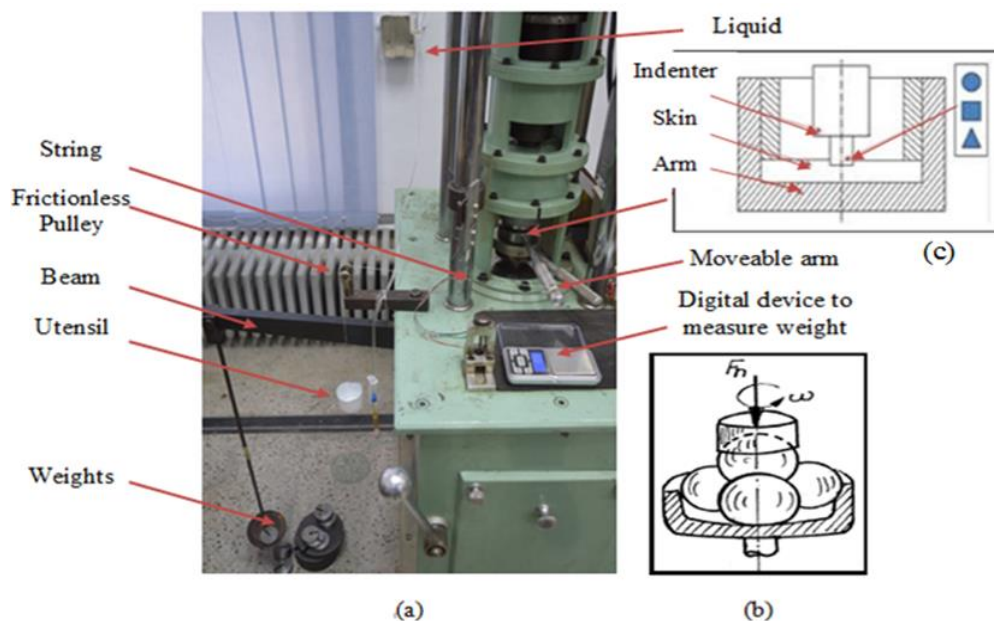 Liquid
Indenter
Skin
Arm
String
Frictionless
Pulley
(c)
Moveable arm
Beam
Digital device to
measure weight
Utensil
Fn
ω
Weights
(a)
(b)